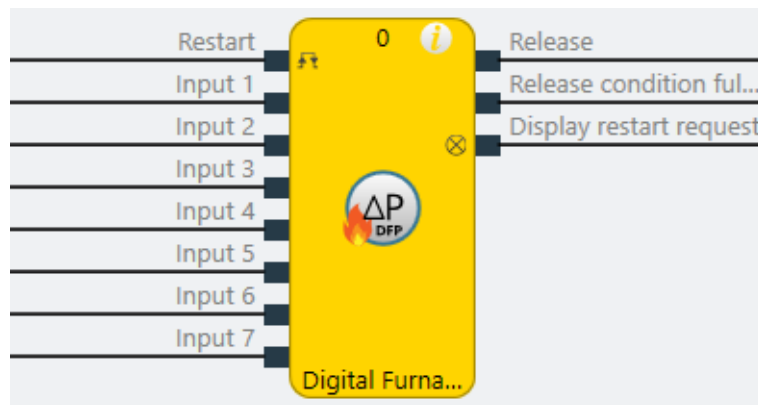 Restart
Input 1
Input 2
Input 3
Input 4
Input 5
Input 6
Input 7
0 i
ΔP
DFP
Digital Furna...
Release
Release condition ful...
Display restart request